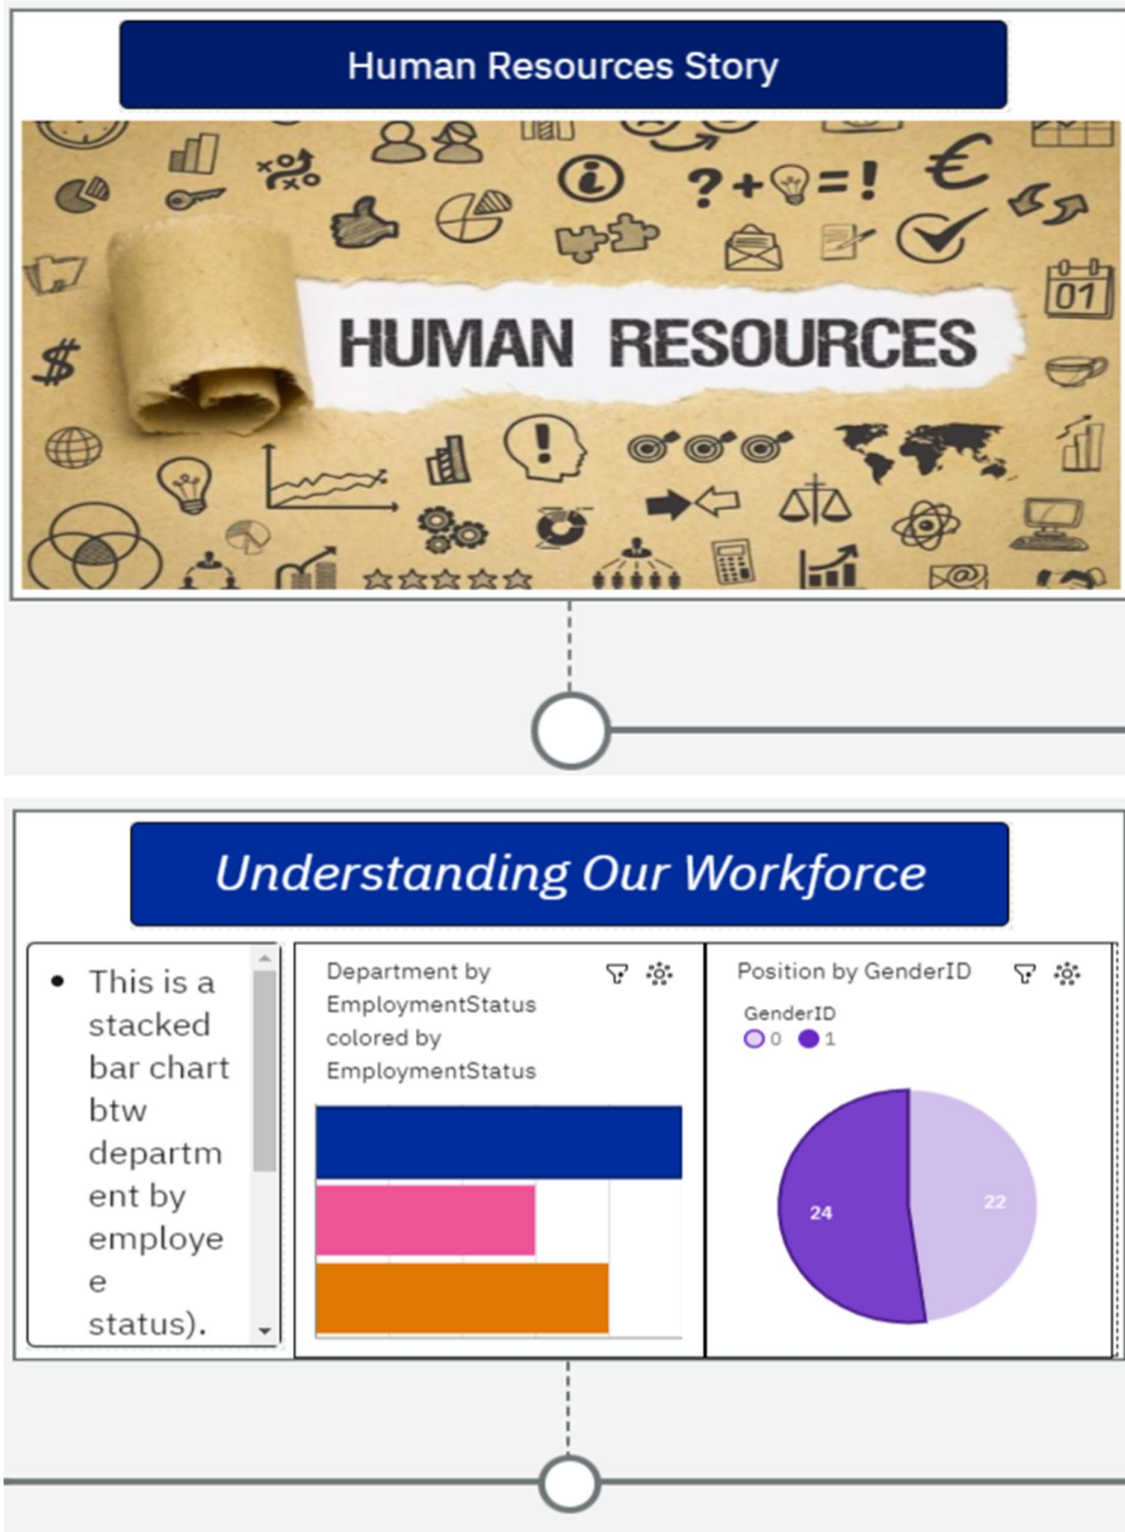 Human Resources Story
? + = !
€
01
HUMAN RESOURCES
$
!
@
Understanding Our Workforce
• This is a
stacked
bar chart
btw
departm
ent by
employe
e
status).
Department by
EmploymentStatus
colored by
EmploymentStatus
Position by GenderID
GenderID
0 1
24
22